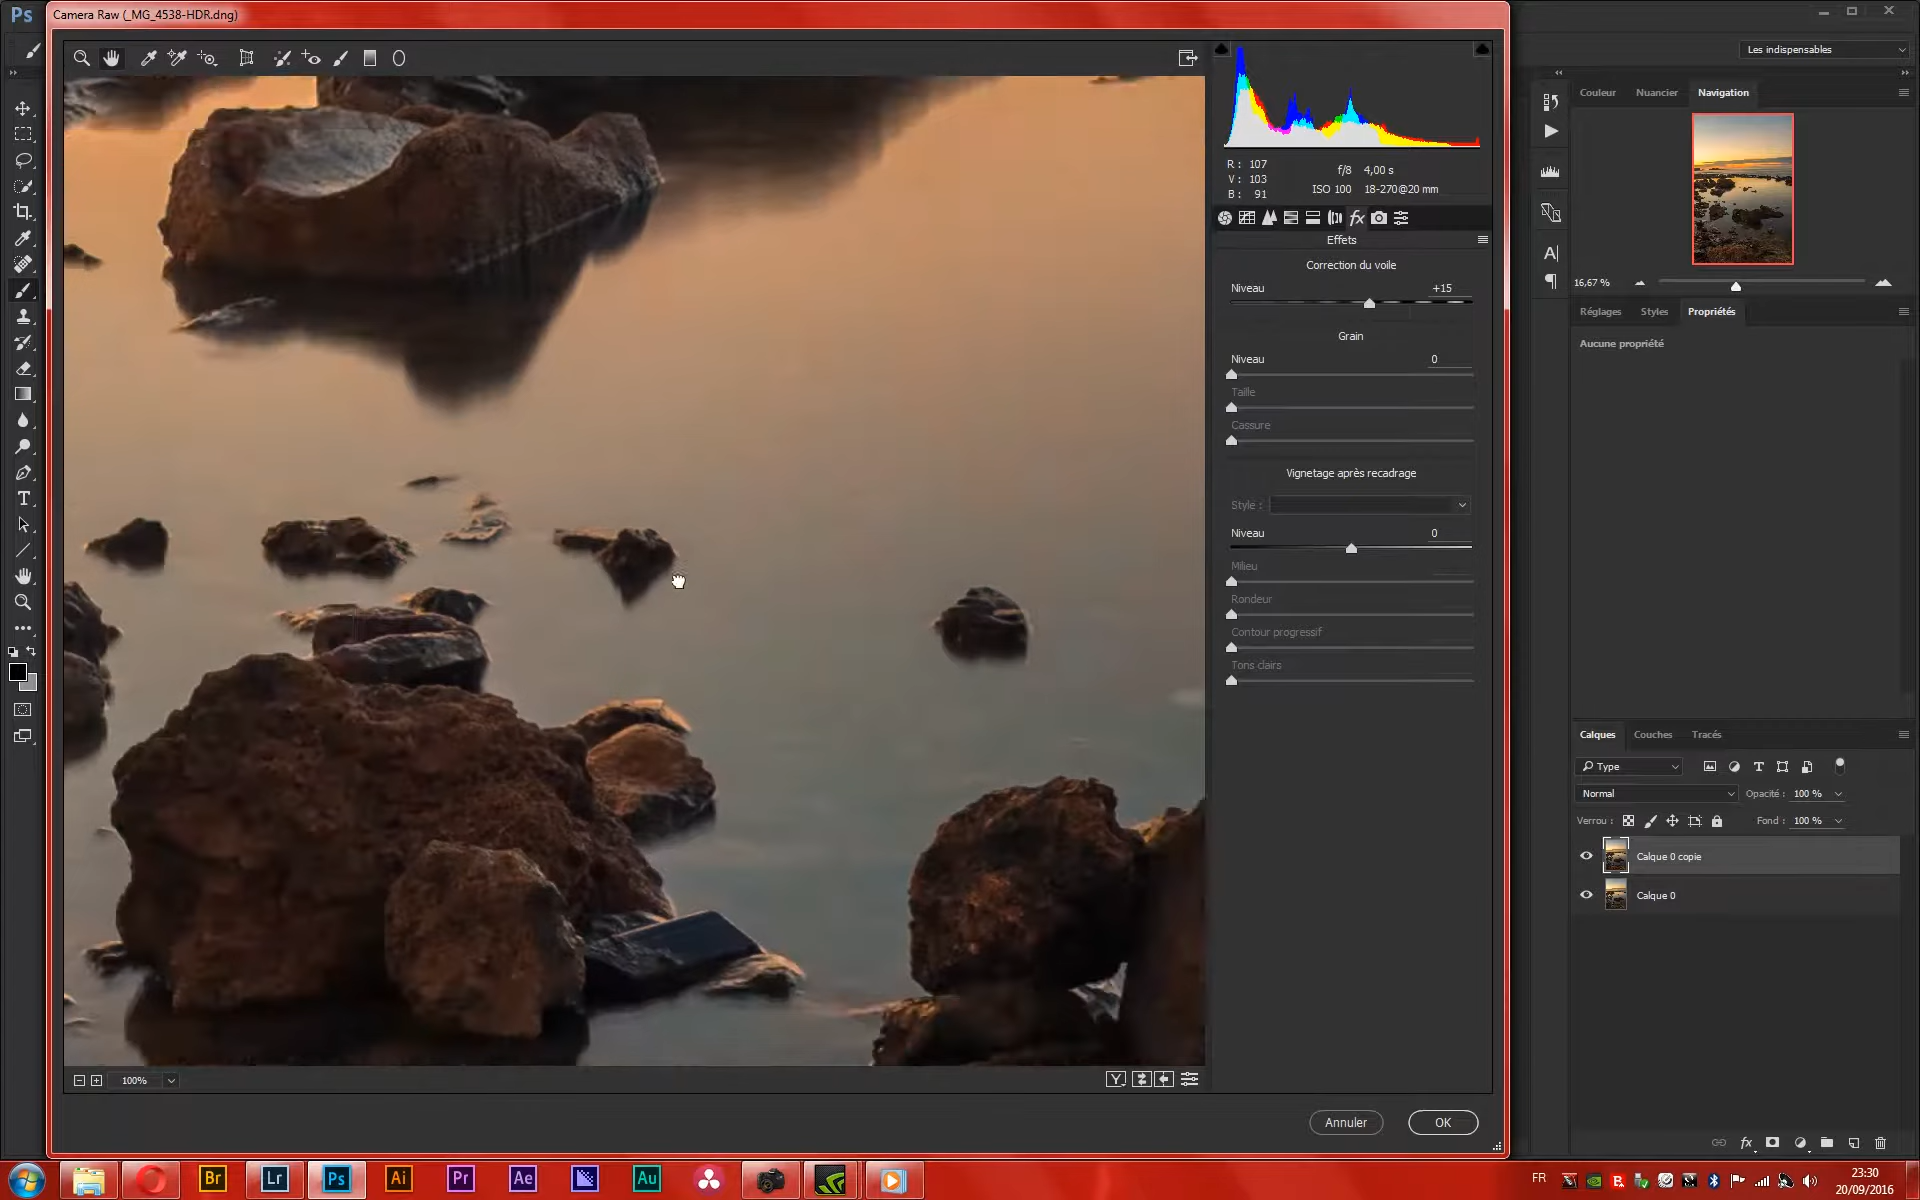 Ps
Camera Raw (_MG_4538-HDR.dng)
Les indispensables
Couleur Nuancier Navigation
R: 107
V: 103
B: 91
f/8 4,00 s
ISO 100 18-270@20 mm
fx
Effets
Correction du voile
Niveau +15
Grain
Niveau 0
Taille
Cassure
Vignetage après recadrage
Style :
Niveau 0
Milieu
Rondeur
Contour progressif
Tons clairs
16,67 %
Réglages Styles Propriétés
Aucune propriété
Calques Couches Tracés
Type
Normal Opacité : 100 %
Verrou : Fond : 100 %
Calque 0 copie
Calque 0
100%
Y
Annuler OK
fx
Br Lr Ps Ai Pr Ae Au
FR
23:30
20/09/2016